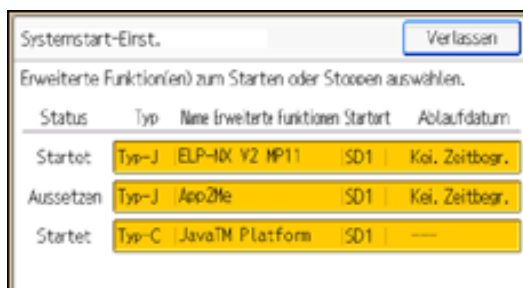 Systemstart-Einst. Verlassen
Erweiterte Funktion(en) zum Starten oder Stoppen auswählen.
Status Typ Name Erweiterte Funktionen Startort Ablaufdatum
Startet Typ-J ELP-NX V2 MP11 SD1 Kei. Zeitbegr.
Aussetzen Typ-J App2Me SD1 Kei. Zeitbegr.
Startet Typ-C JavaTM Platform SD1 ---